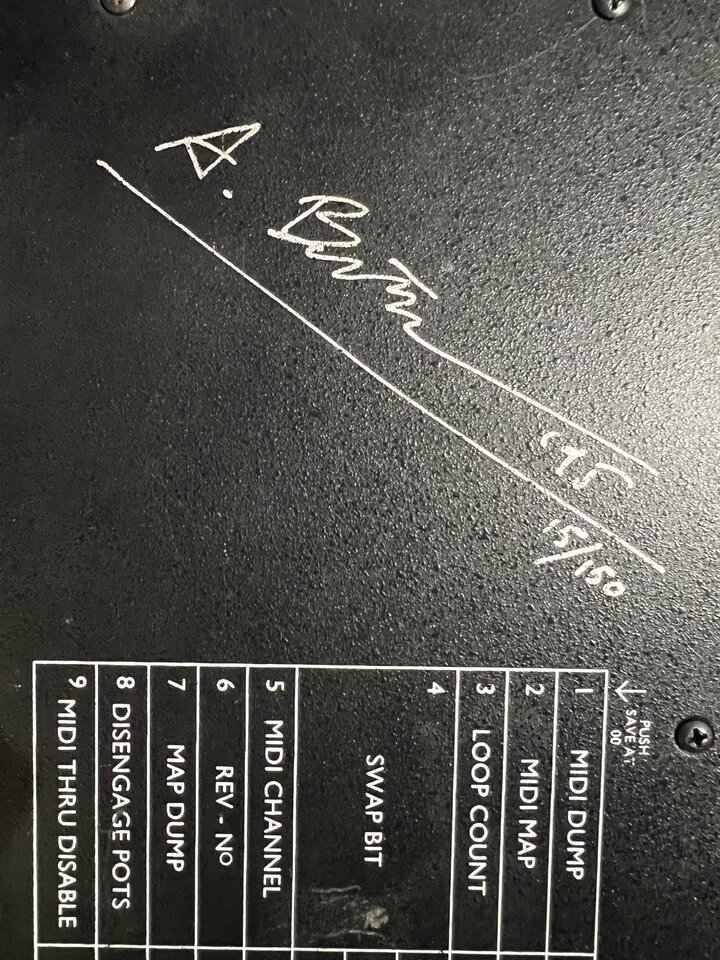 15/150
↓ PUSH
SAVE AT
00
1 MIDI DUMP
2 MIDI MAP
3 LOOP COUNT
4 SWAP BIT
5 MIDI CHANNEL
6 REV - Nº
7 MAP DUMP
8 DISENGAGE POTS
9 MIDI THRU DISABLE